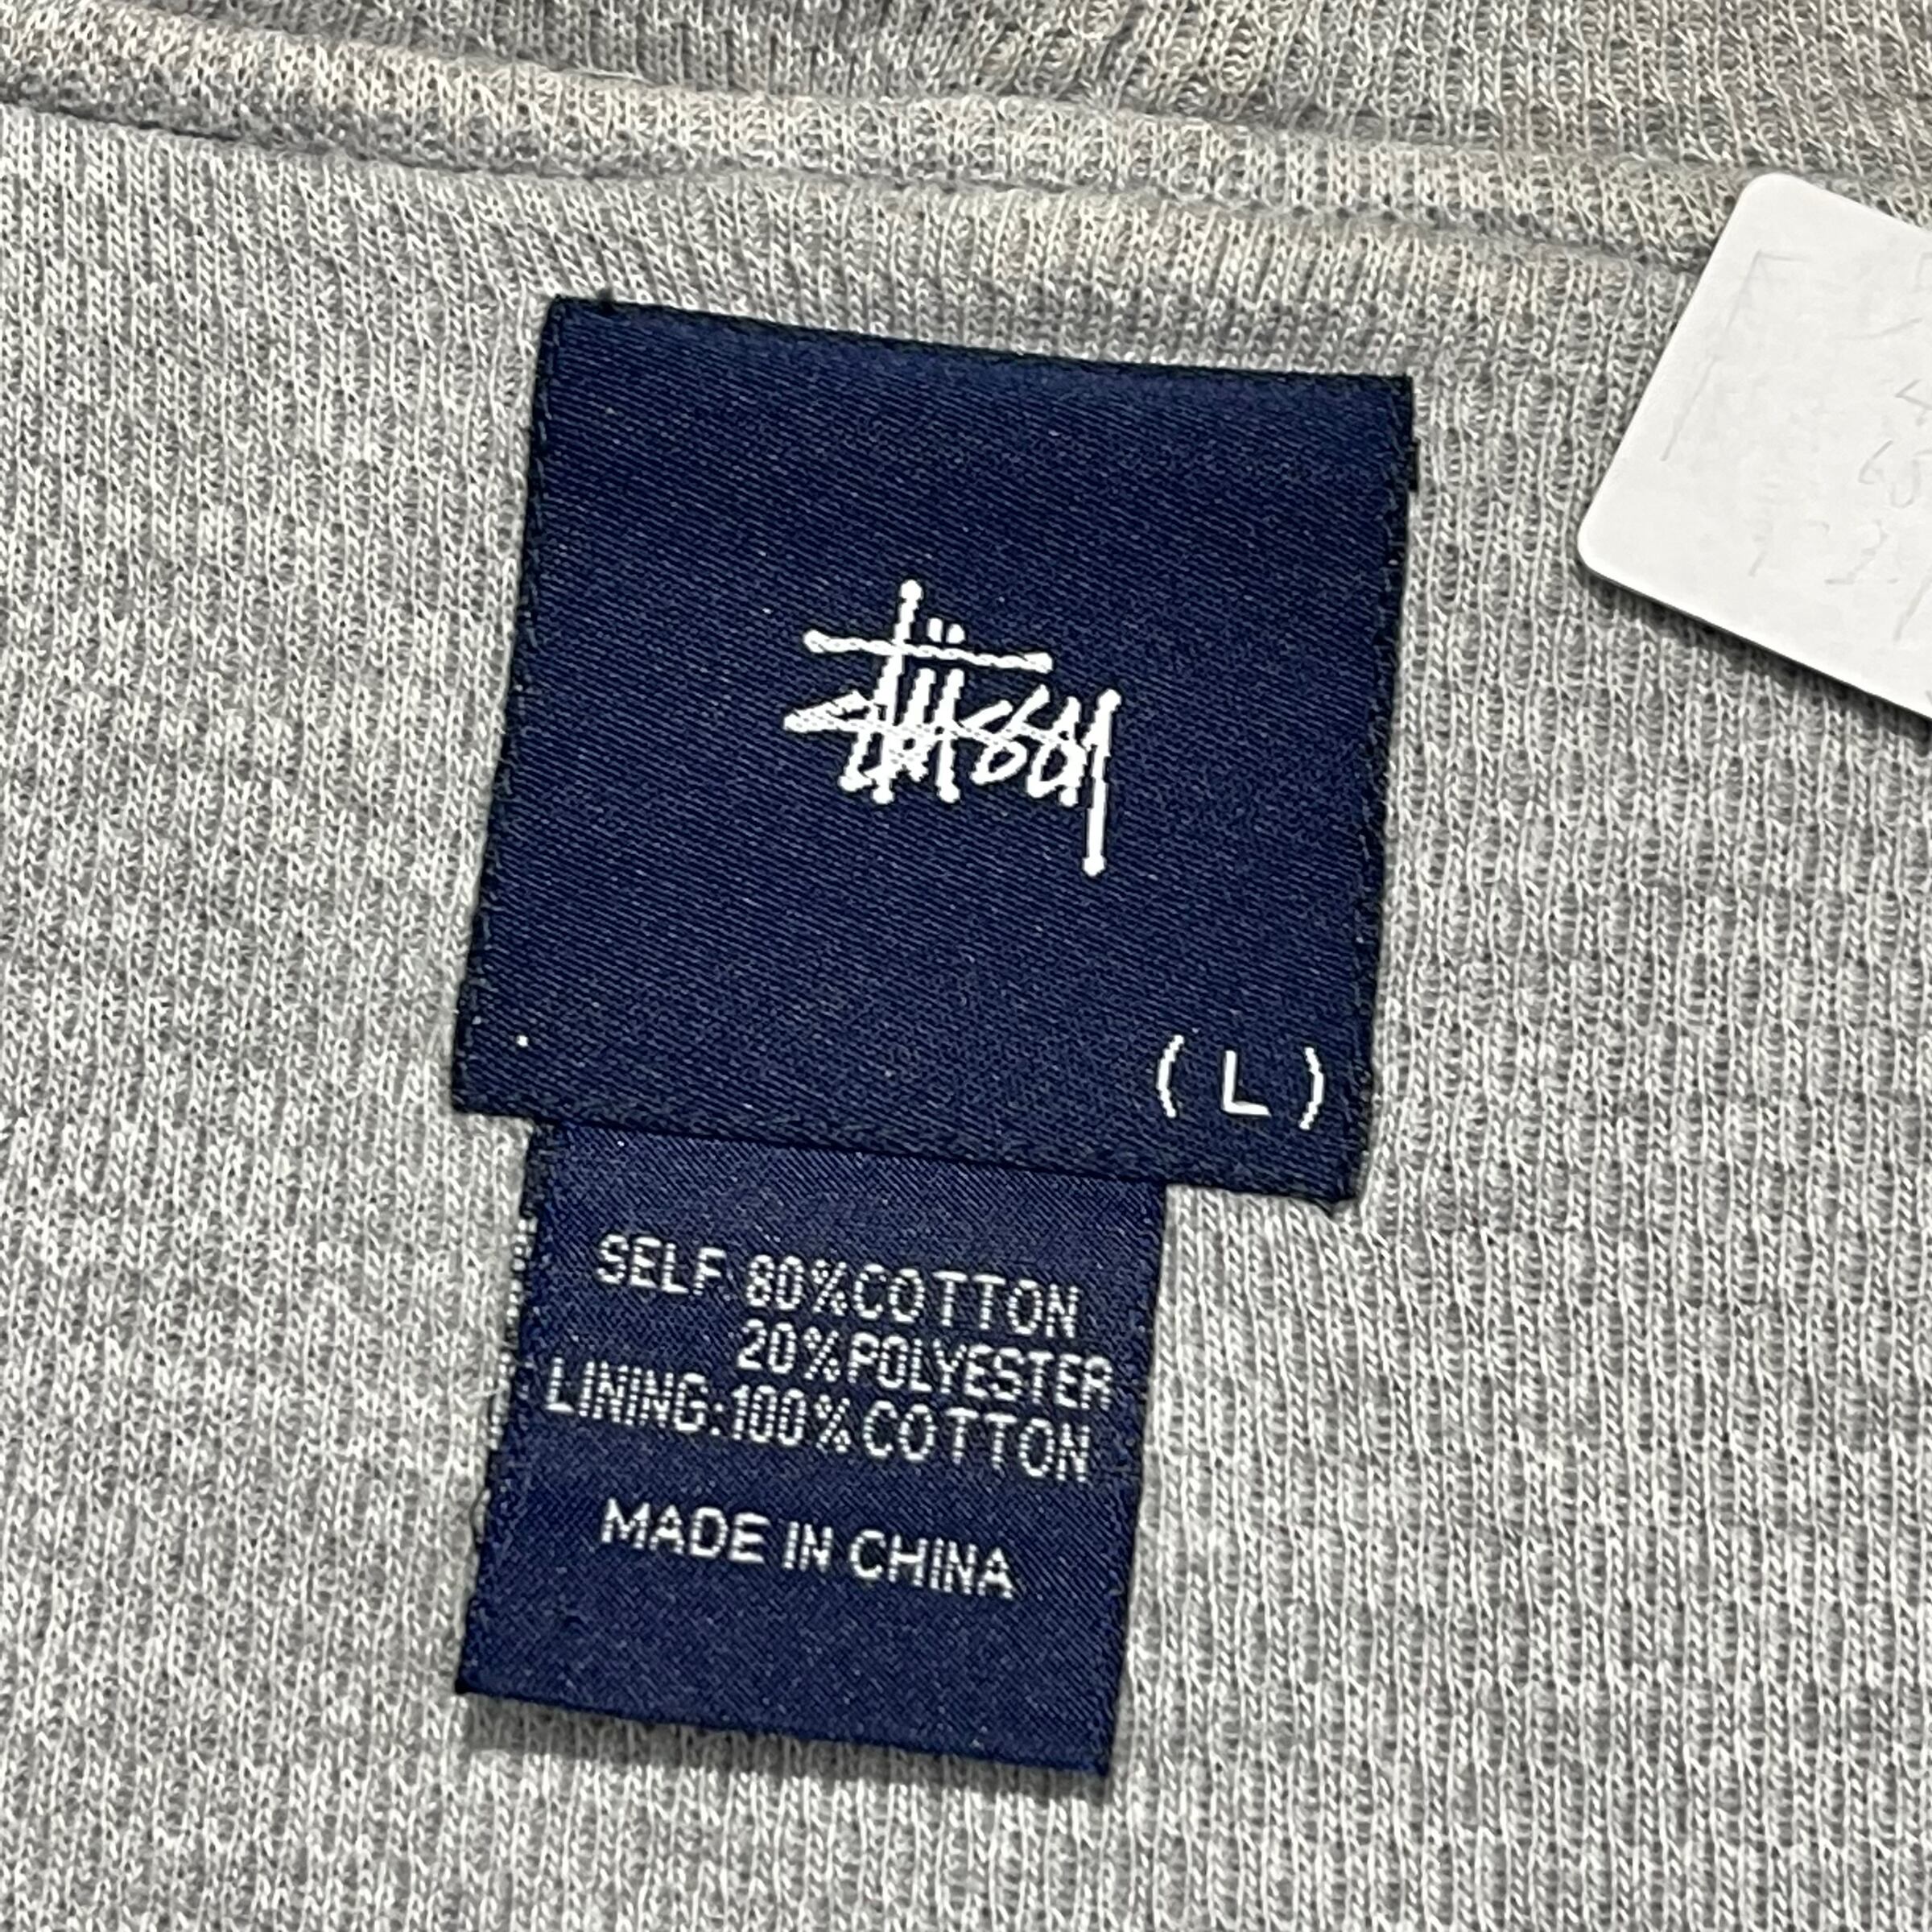 Stüssy
( L )
SELF: 80%COTTON
20%POLYESTER
LINING:100%COTTON
MADE IN CHINA